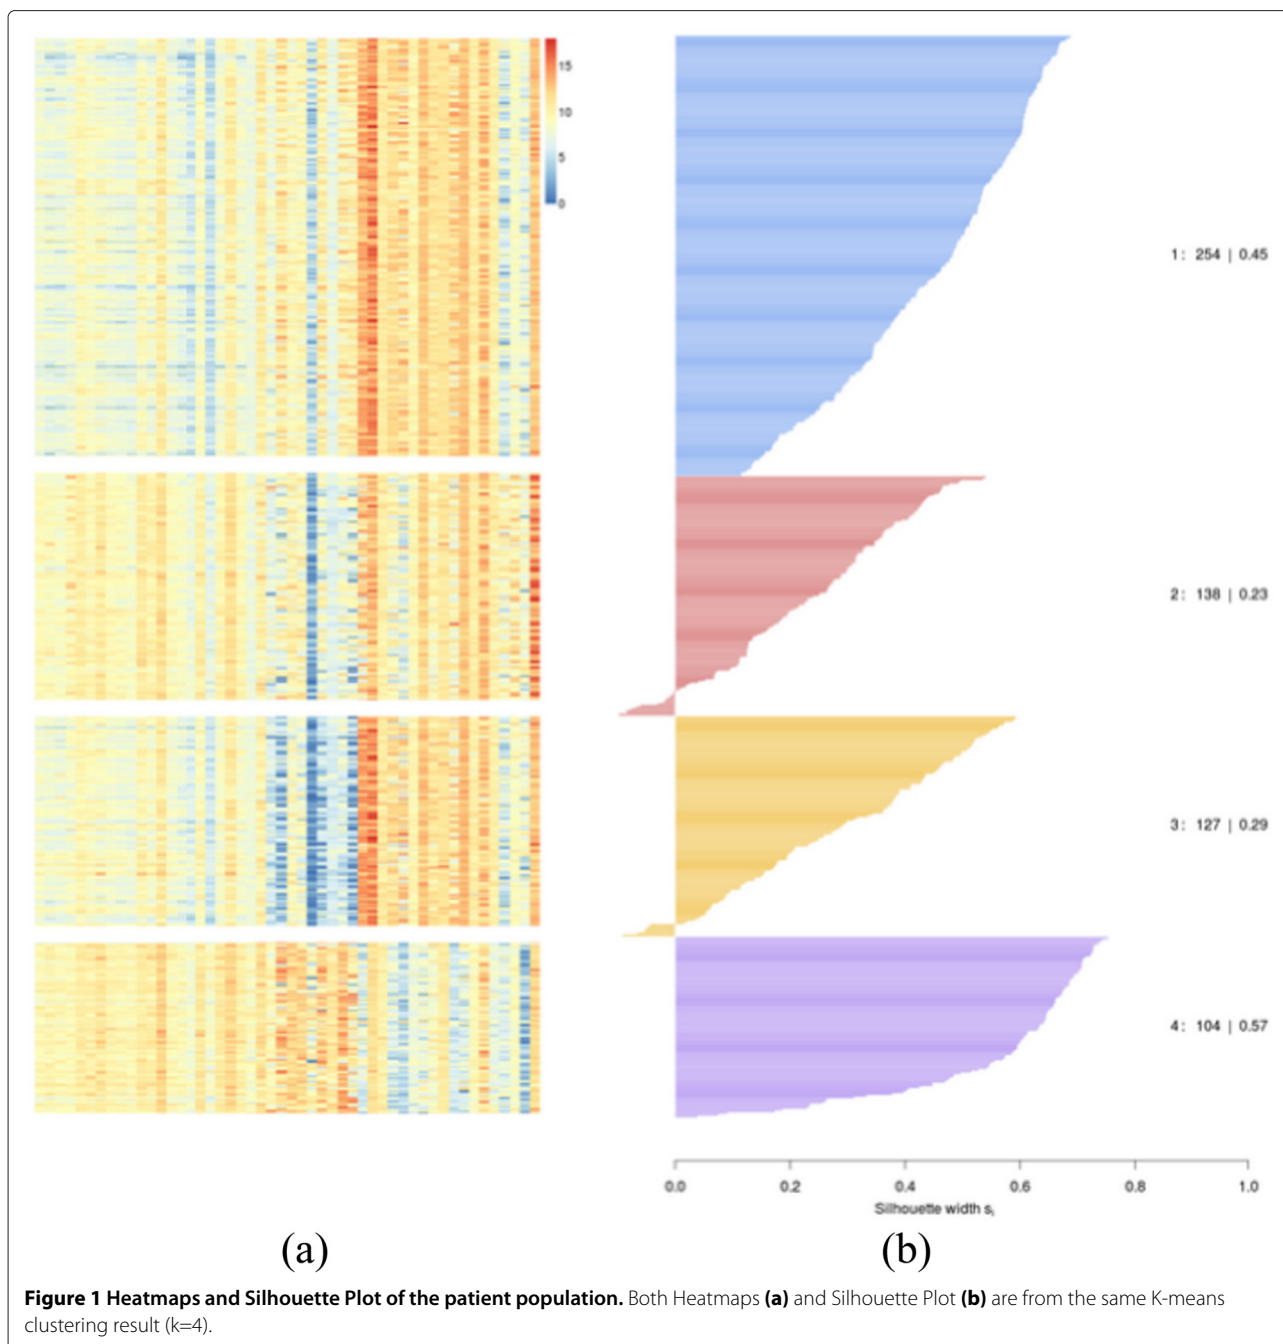 15
10
5
0
1: 254 | 0.45
2: 138 | 0.23
3: 127 | 0.29
4: 104 | 0.57
0.0 0.2 0.4 0.6 0.8 1.0
Silhouette width sᵢ
(a) (b)
Figure 1 Heatmaps and Silhouette Plot of the patient population. Both Heatmaps (a) and Silhouette Plot (b) are from the same K-means
clustering result (k=4).